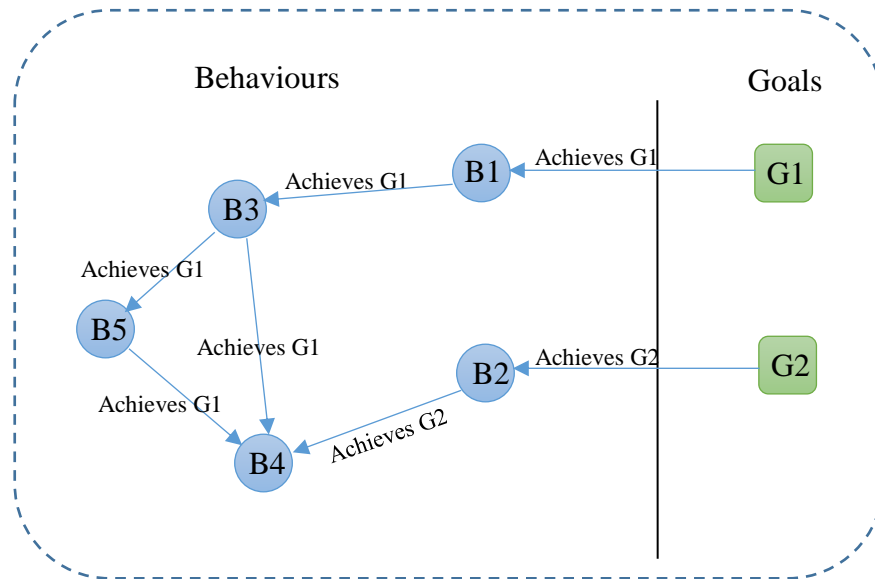 Behaviours
Goals
Achieves G1
B1
G1
Achieves G1
B3
Achieves G1
B5
Achieves G1
B2
Achieves G2
G2
Achieves G1
Achieves G2
B4